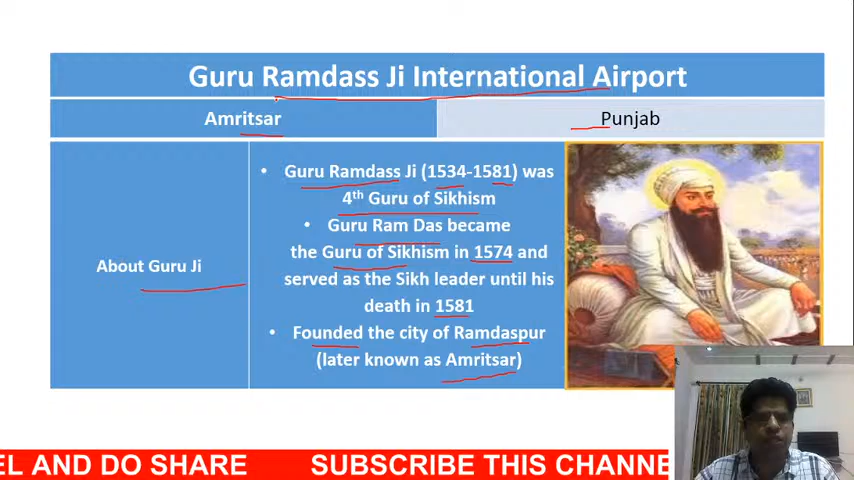 Guru Ramdass Ji International Airport
Amritsar
Punjab
About Guru Ji
• Guru Ramdass Ji (1534-1581) was
4th Guru of Sikhism
• Guru Ram Das became
the Guru of Sikhism in 1574 and
served as the Sikh leader until his
death in 1581
• Founded the city of Ramdaspur
(later known as Amritsar)
EL AND DO SHARE SUBSCRIBE THIS CHANNE